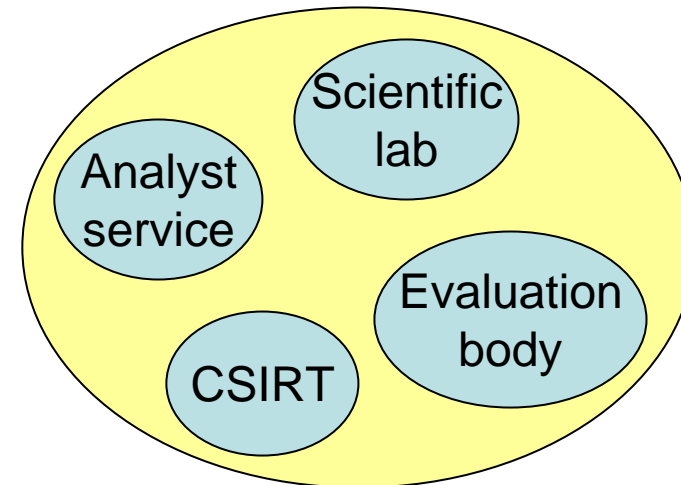 Scientific
lab
Analyst
service
Evaluation
body
CSIRT